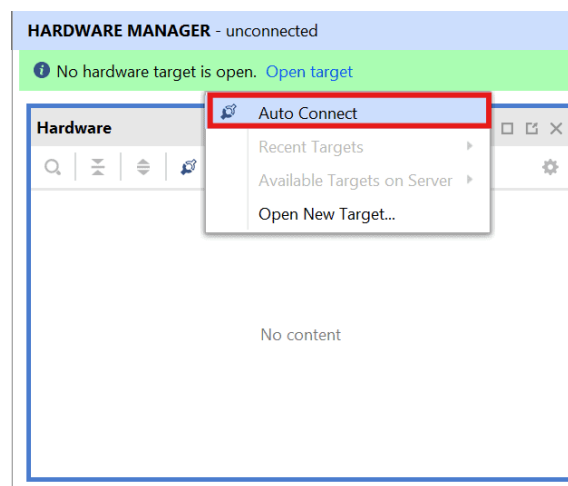 HARDWARE MANAGER - unconnected
No hardware target is open. Open target
Hardware
Auto Connect
Recent Targets
Available Targets on Server
Open New Target...
No content